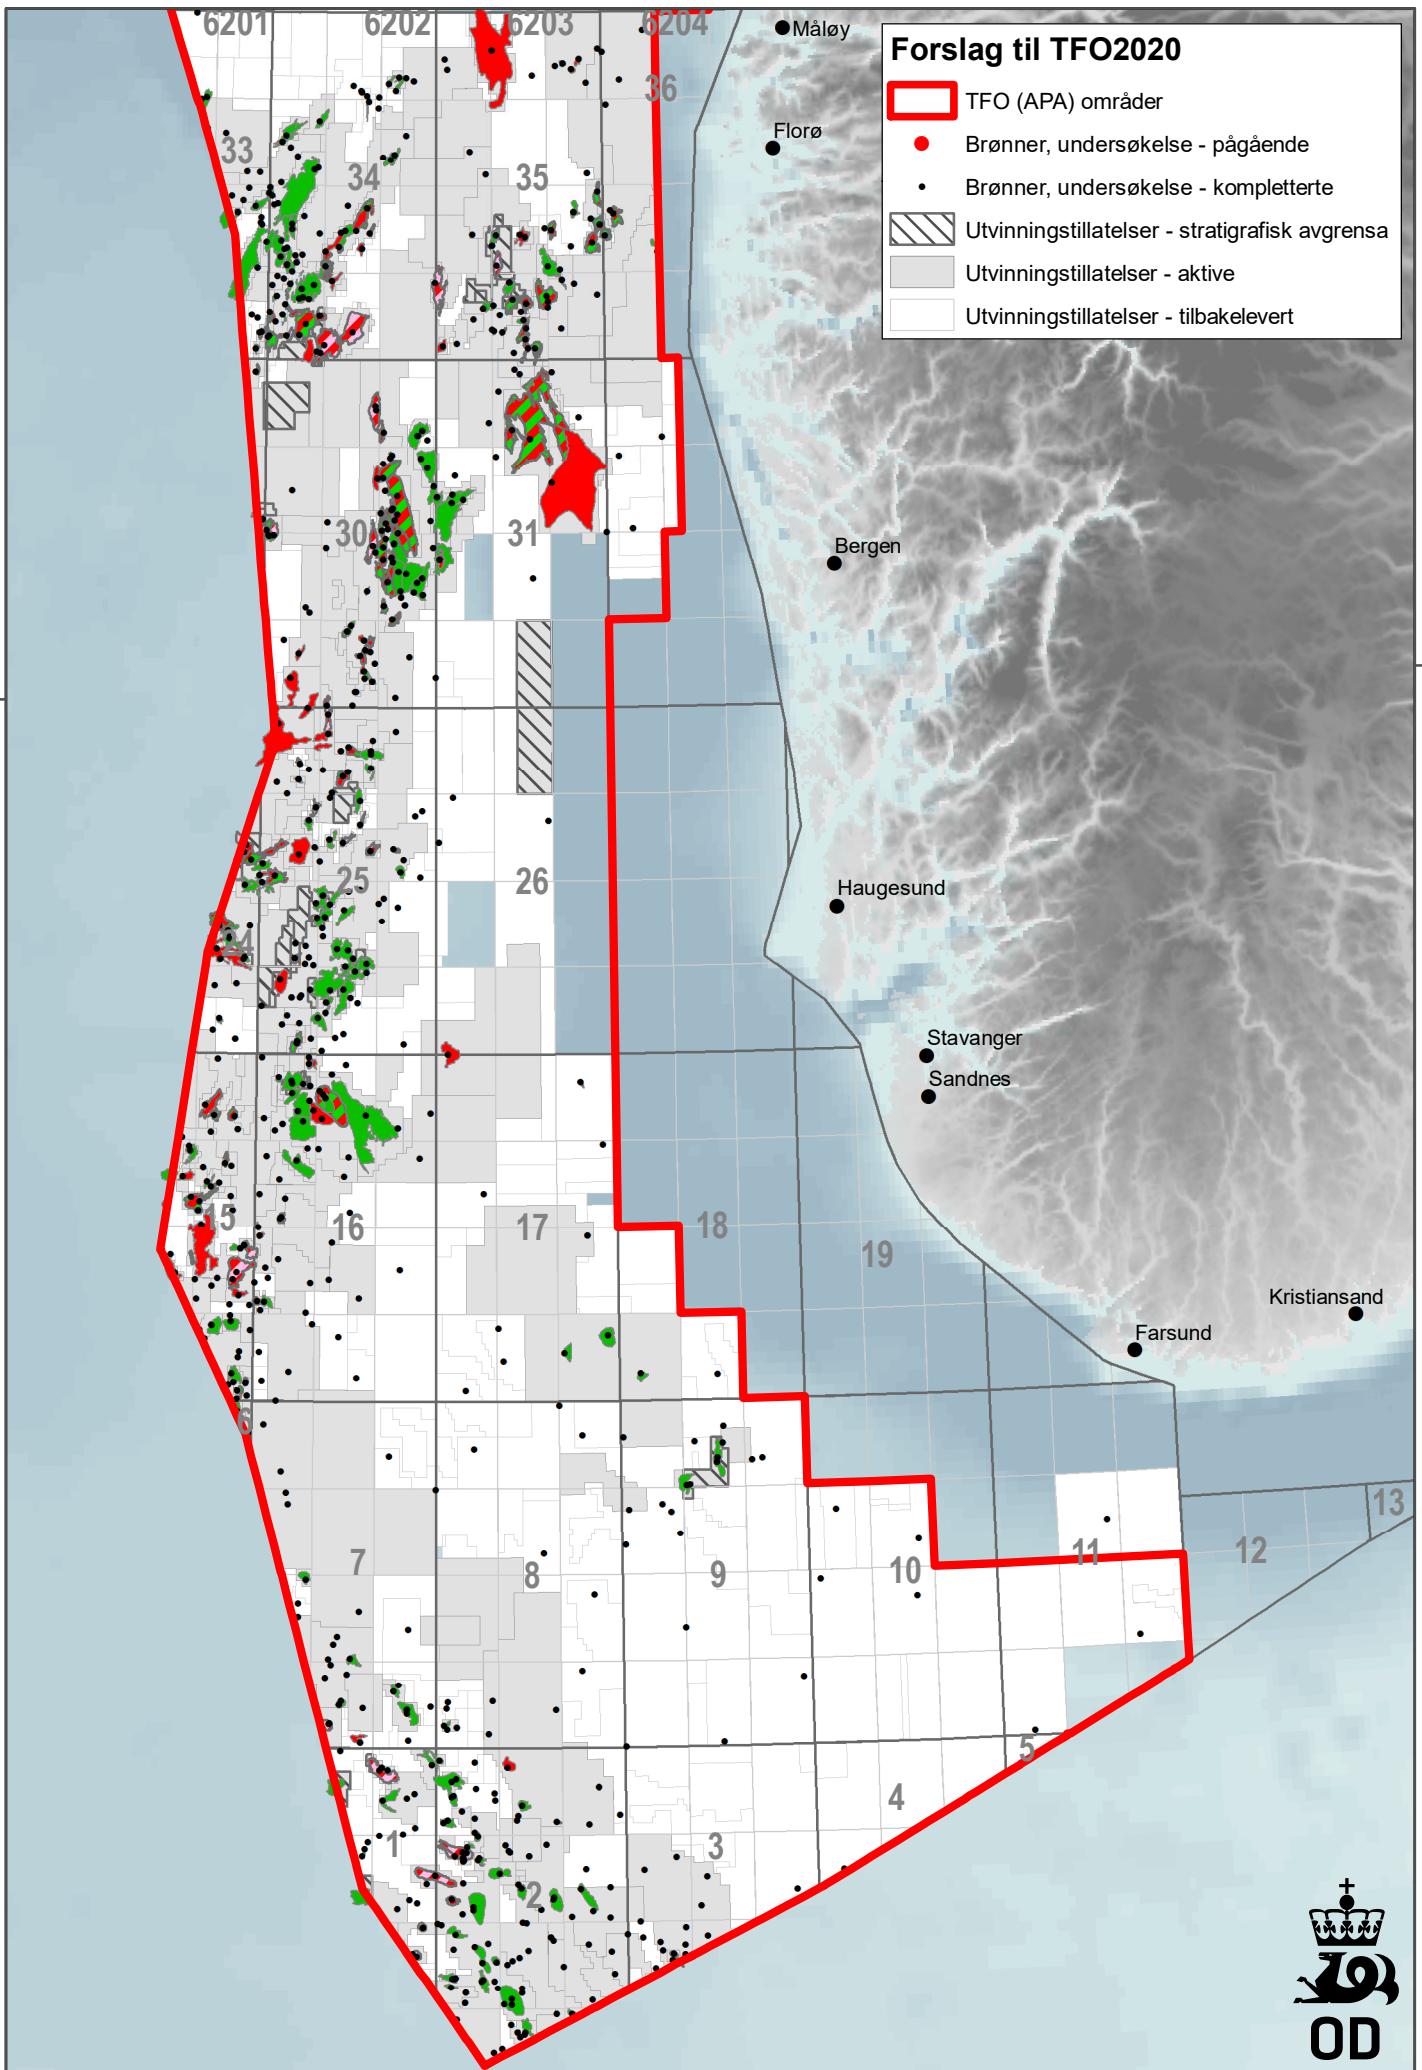 6201
6202
6203
6204
Måløy
Forslag til TFO2020
TFO (APA) områder
Brønner, undersøkelse - pågående
Brønner, undersøkelse - kompletterte
Utvinningstillatelser - stratigrafisk avgrensa
Utvinningstillatelser - aktive
Utvinningstillatelser - tilbakelevert
36
Florø
33
34
35
30
31
Bergen
25
26
Haugesund
24
Stavanger
Sandnes
15
16
17
18
19
Kristiansand
Farsund
6
7
8
9
10
11
12
13
5
4
3
1
2
OD